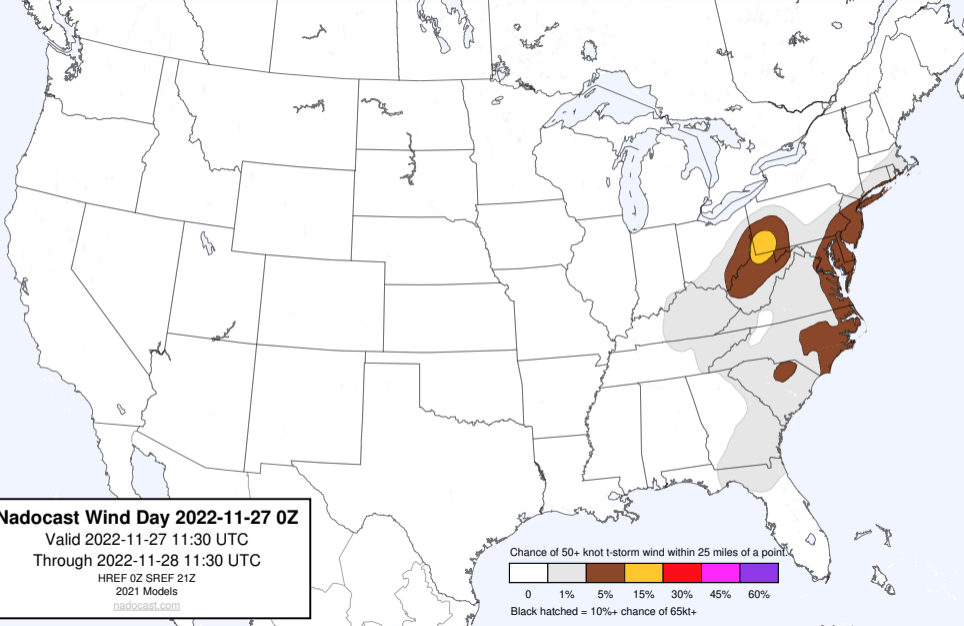 Nadocast Wind Day 2022-11-27 0Z
Valid 2022-11-27 11:30 UTC
Through 2022-11-28 11:30 UTC
HREF 0Z SREF 21Z
2021 Models
nadocast.com
Chance of 50+ knot t-storm wind within 25 miles of a point.
0 1% 5% 15% 30% 45% 60%
Black hatched = 10%+ chance of 65kt+